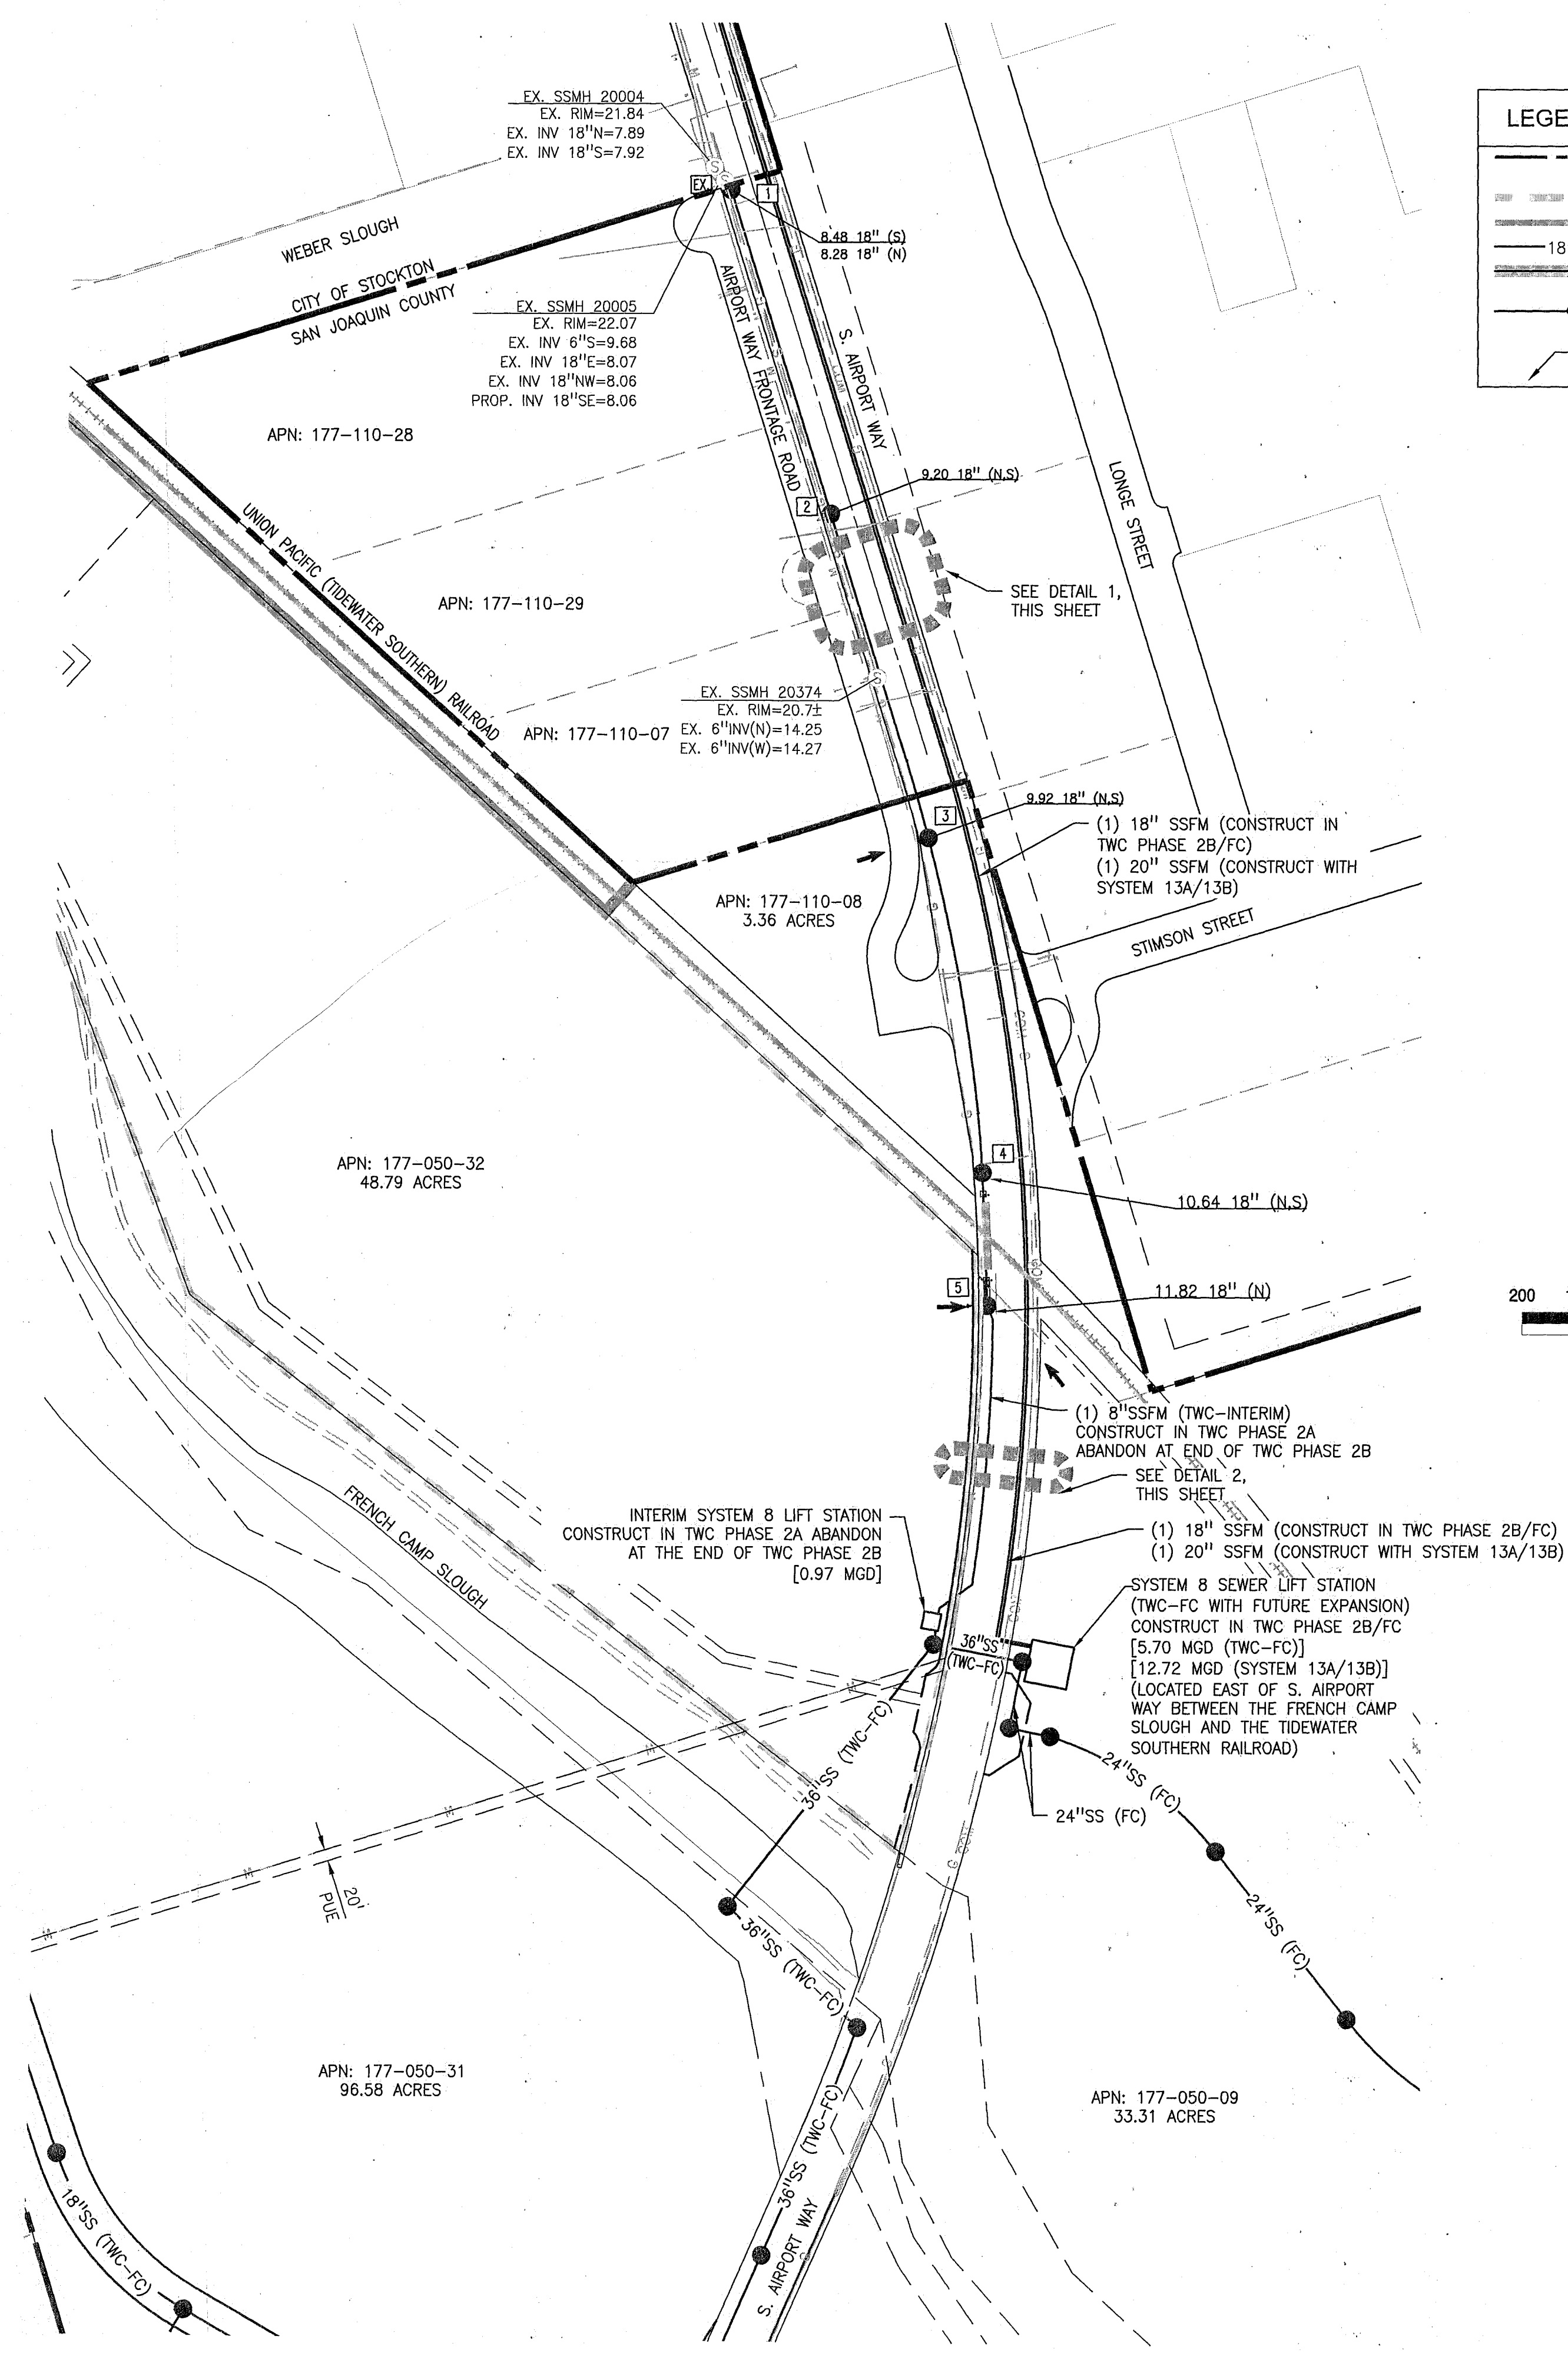 EX. SSMH 20004
EX. RIM=21.84
EX. INV 18"N=7.89
EX. INV 18"S=7.92
LEGE
18
EX
1
8.48 18" (S)
8.28 18" (N)
WEBER SLOUGH
CITY OF STOCKTON
SAN JOAQUIN COUNTY
AIRPORT WAY FRONTAGE ROAD
S. AIRPORT WAY
EX. SSMH 20005
EX. RIM=22.07
EX. INV 6"S=9.68
EX. INV 18"E=8.07
EX. INV 18"NW=8.06
PROP. INV 18"SE=8.06
APN: 177-110-28
LONGE STREET
9.20 18" (N,S)
2
UNION PACIFIC (TIDEWATER SOUTHERN) RAILROAD
APN: 177-110-29
SEE DETAIL 1,
THIS SHEET
EX. SSMH 20374
EX. RIM=20.7±
EX. 6"INV(N)=14.25
EX. 6"INV(W)=14.27
APN: 177-110-07
9.92 18" (N,S)
3
(1) 18" SSFM (CONSTRUCT IN
TWC PHASE 2B/FC)
(1) 20" SSFM (CONSTRUCT WITH
SYSTEM 13A/13B)
APN: 177-110-08
3.36 ACRES
STIMSON STREET
APN: 177-050-32
48.79 ACRES
4
10.64 18" (N,S)
5
11.82 18" (N)
200
(1) 8"SSFM (TWC-INTERIM)
CONSTRUCT IN TWC PHASE 2A
ABANDON AT END OF TWC PHASE 2B
SEE DETAIL 2,
THIS SHEET
FRENCH CAMP SLOUGH
INTERIM SYSTEM 8 LIFT STATION
CONSTRUCT IN TWC PHASE 2A ABANDON
AT THE END OF TWC PHASE 2B
[0.97 MGD]
(1) 18" SSFM (CONSTRUCT IN TWC PHASE 2B/FC)
(1) 20" SSFM (CONSTRUCT WITH SYSTEM 13A/13B)
SYSTEM 8 SEWER LIFT STATION
(TWC-FC WITH FUTURE EXPANSION)
CONSTRUCT IN TWC PHASE 2B/FC
[5.70 MGD (TWC-FC)]
[12.72 MGD (SYSTEM 13A/13B)]
(LOCATED EAST OF S. AIRPORT
WAY BETWEEN THE FRENCH CAMP
SLOUGH AND THE TIDEWATER
SOUTHERN RAILROAD)
36"SS
(TWC-FC)
36"SS (TWC-FC)
24"SS (FC)
24"SS (FC)
24"SS (FC)
20'
PUE
36"SS (TWC-FC)
APN: 177-050-31
96.58 ACRES
APN: 177-050-09
33.31 ACRES
36"SS (TWC-FC)
S. AIRPORT WAY
18"SS (TWC-FC)